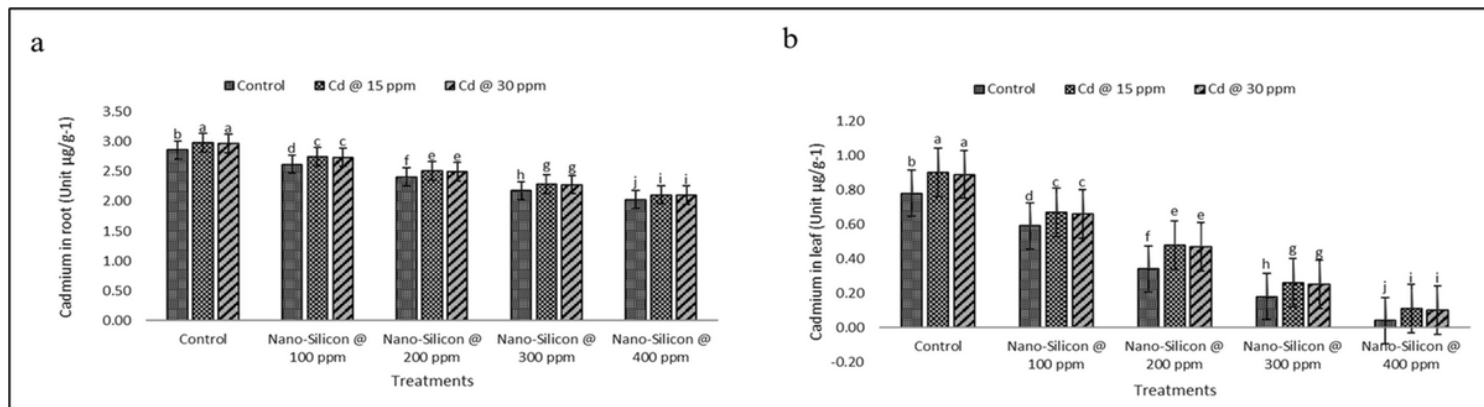 a
Control Cd @ 15 ppm Cd @ 30 ppm
Cadmium in root (Unit µg/g-1)
3.50
3.00
2.50
2.00
1.50
1.00
0.50
0.00
b a a d c c f e e h g g j i i
Control Nano-Silicon @ 100 ppm Nano-Silicon @ 200 ppm Nano-Silicon @ 300 ppm Nano-Silicon @ 400 ppm
Treatments
b
Control Cd @ 15 ppm Cd @ 30 ppm
Cadmium in leaf (Unit µg/g-1)
1.20
1.00
0.80
0.60
0.40
0.20
0.00
-0.20
b a a d c c f e e h g g j i i
Control Nano-Silicon @ 100 ppm Nano-Silicon @ 200 ppm Nano-Silicon @ 300 ppm Nano-Silicon @ 400 ppm
Treatments